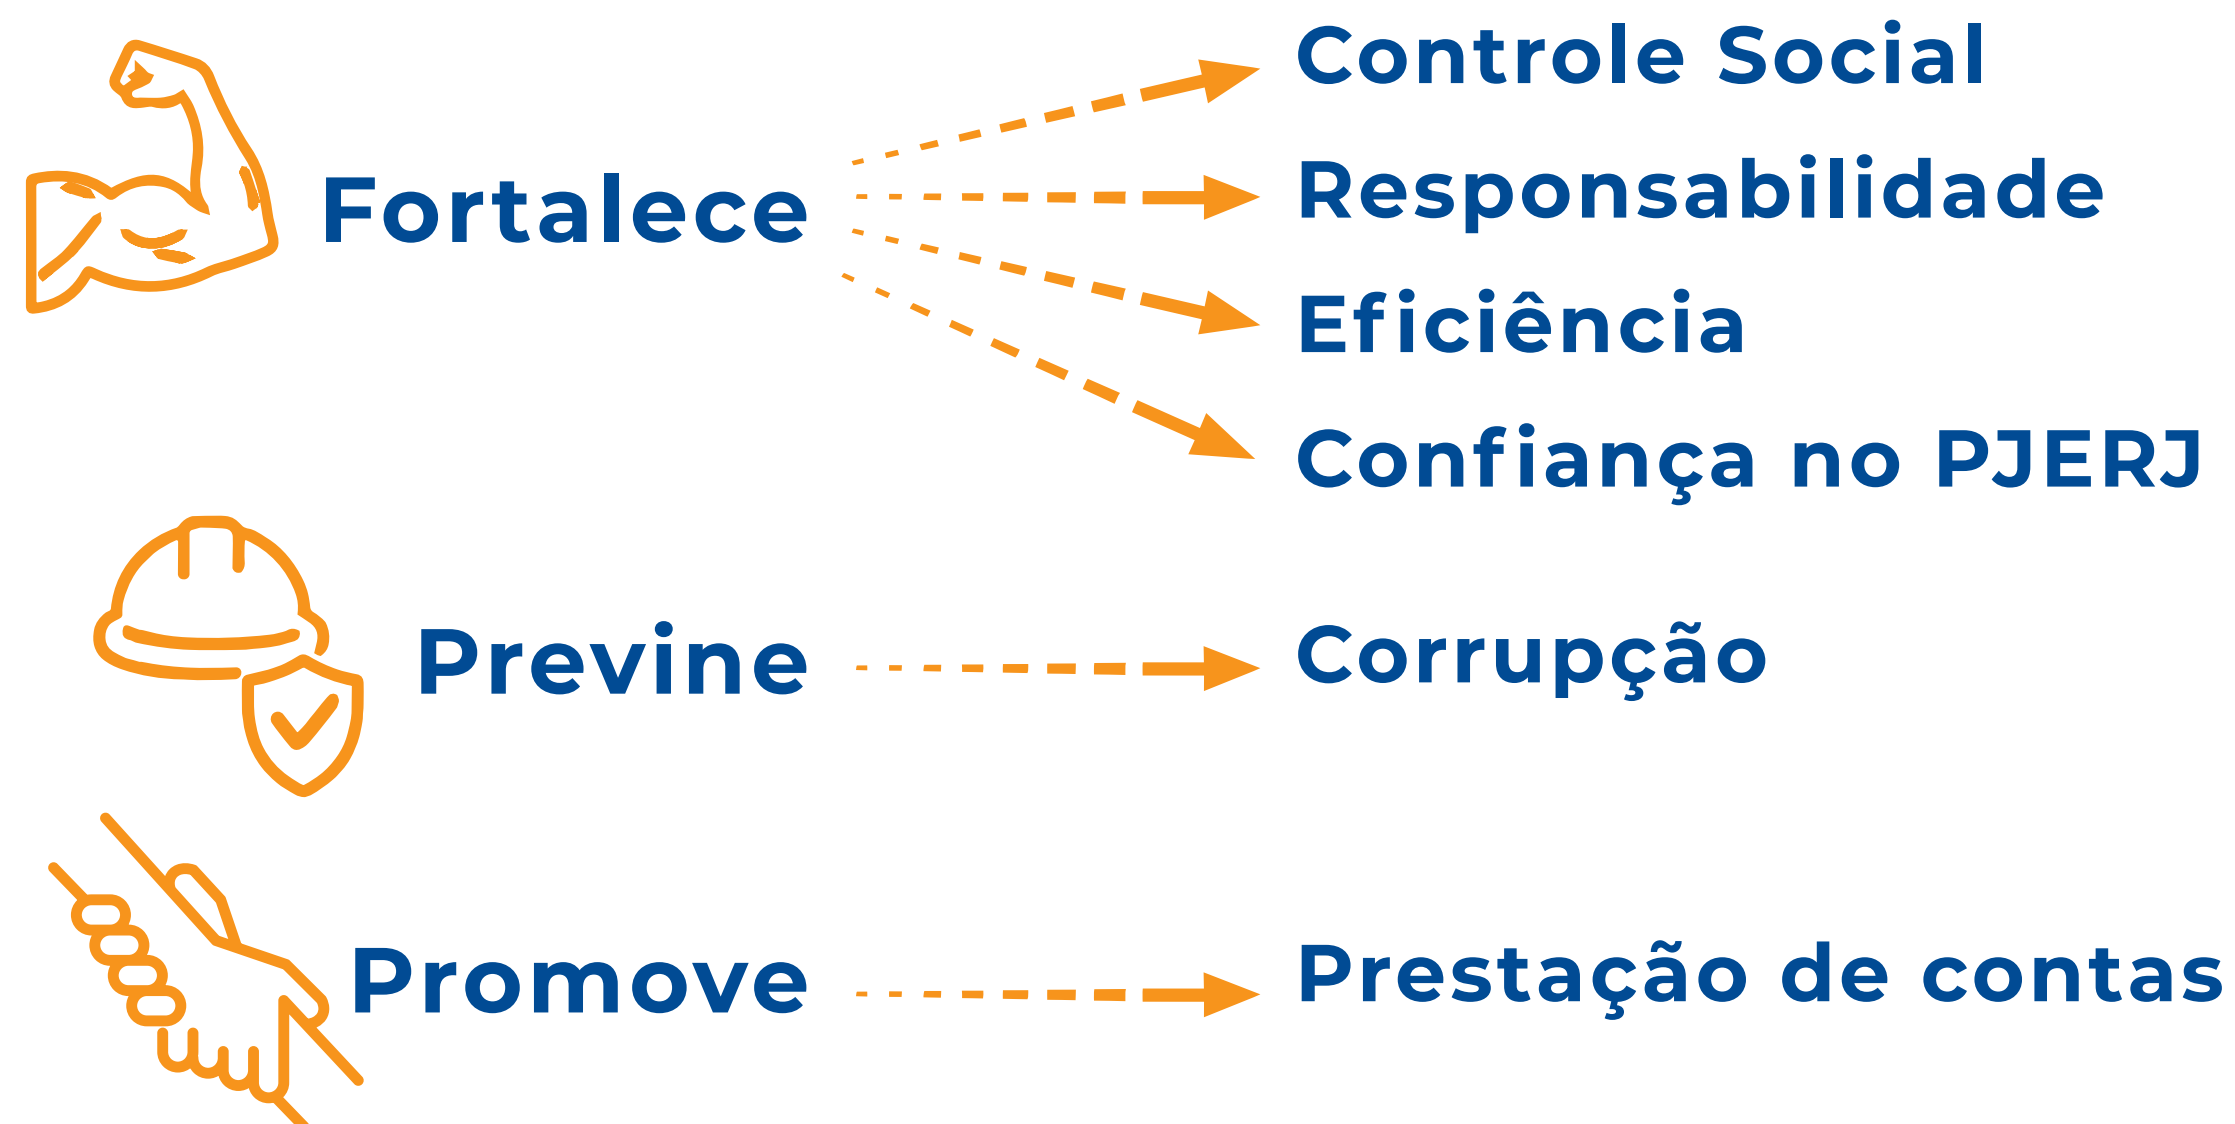 Fortalece
Controle Social
Responsabilidade
Eficiência
Confiança no PJERJ
Previne
Corrupção
Promove
Prestação de contas